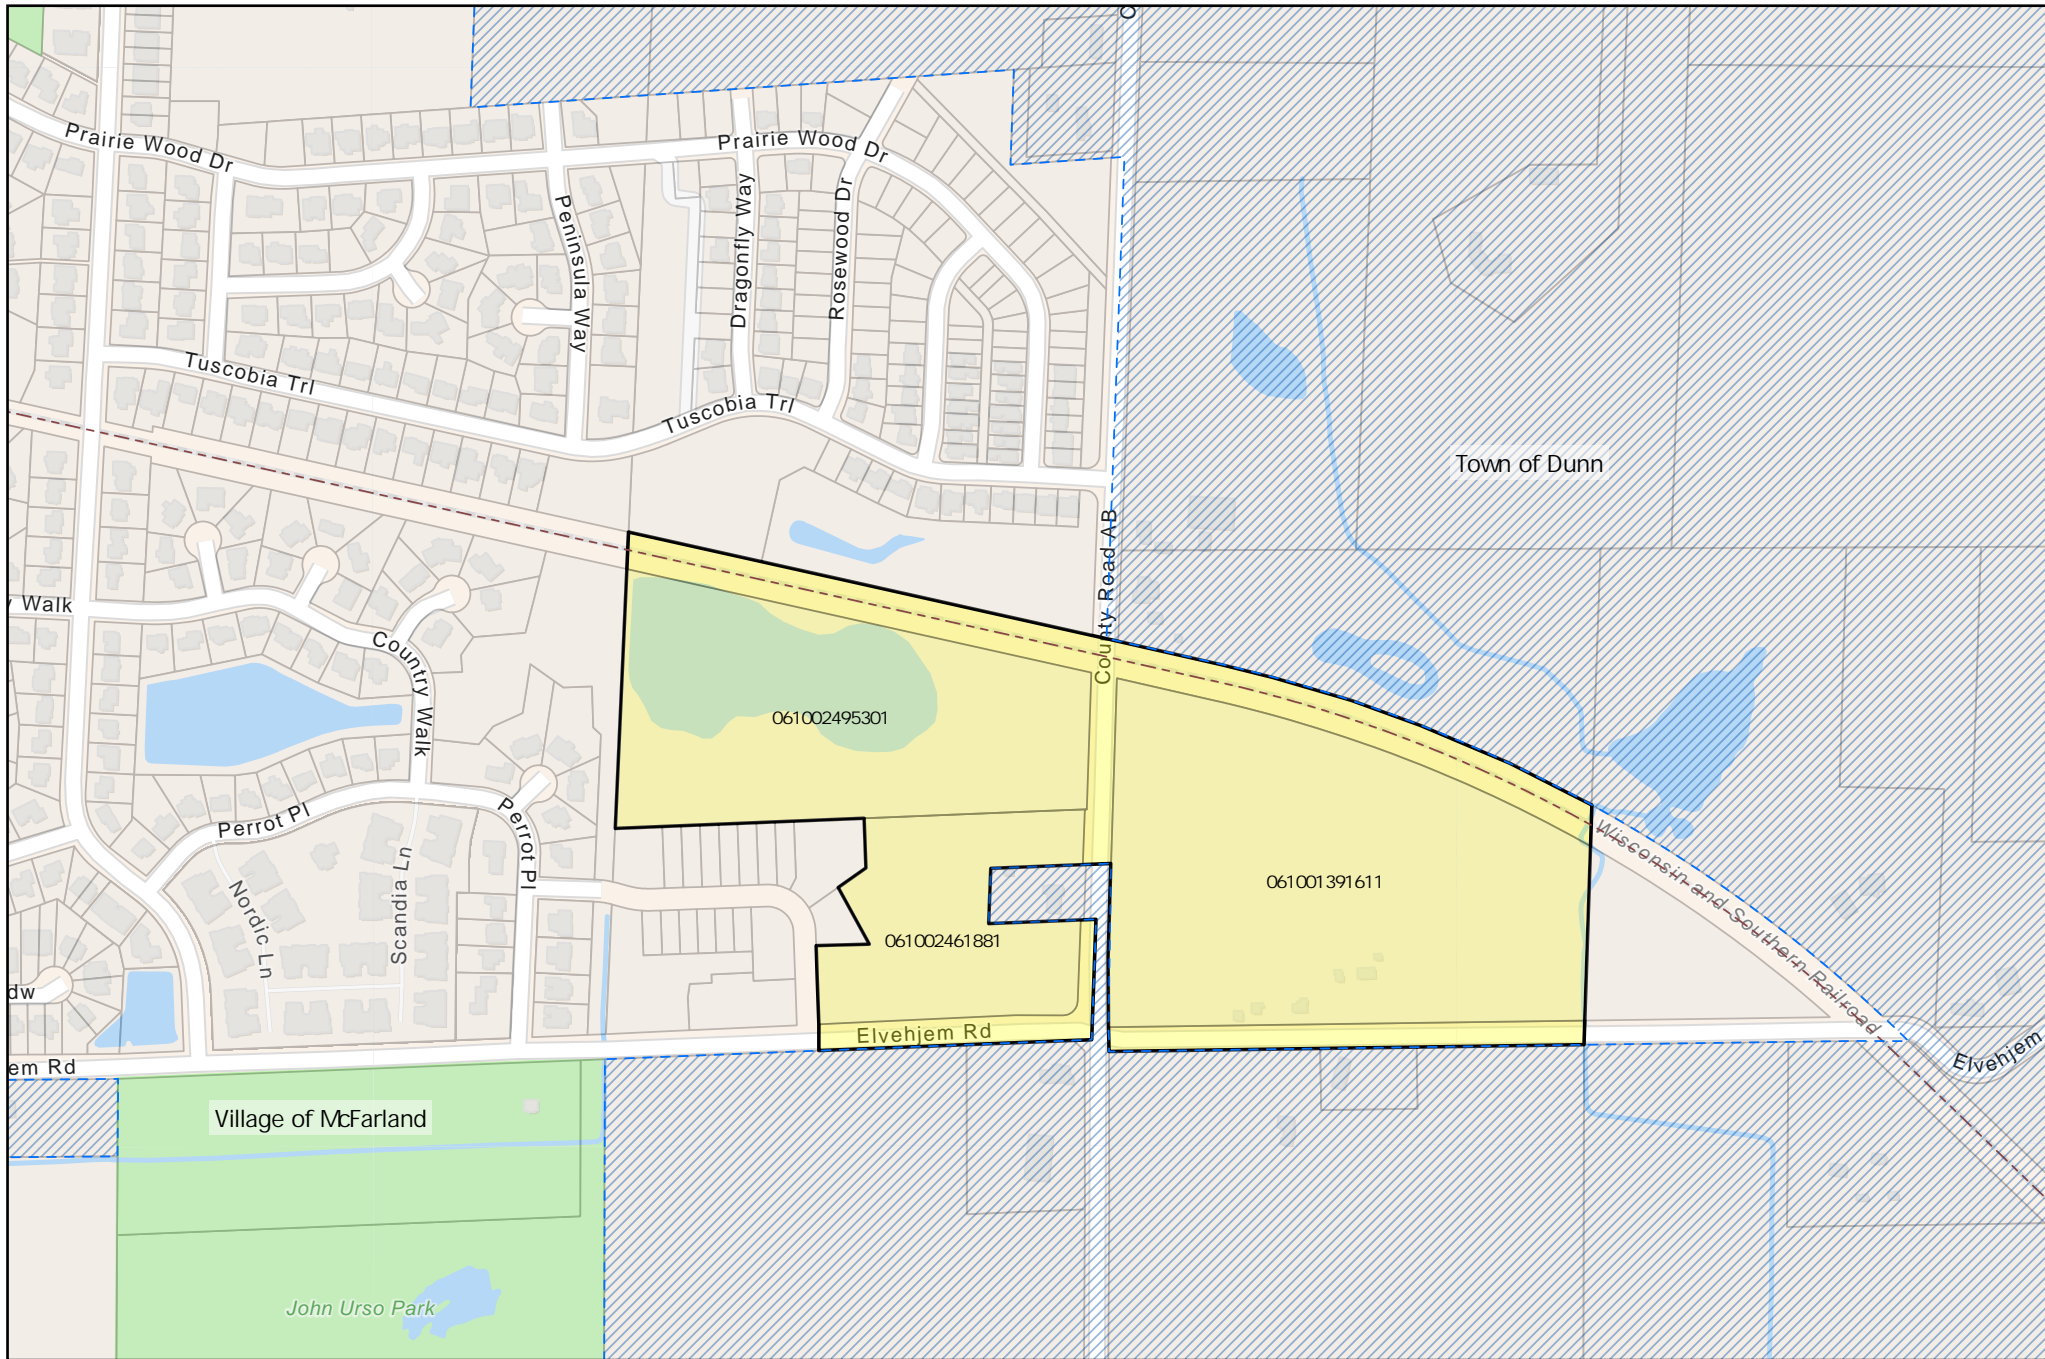 C
Prairie Wood Dr
Prairie Wood Dr
Peninsula Way
Dragonfly Way
Rosewood Dr
Tuscobia Trl
Tuscobia Trl
Town of Dunn
County Road AB
y Walk
Country Walk
061002495301
Perrot Pl
Perrot Pl
Nordic Ln
Scandia Ln
061001391611
061002461881
Wisconsin and Southern Railroad
dw
Elvehjem Rd
em Rd
Elvehjem
Village of McFarland
John Urso Park